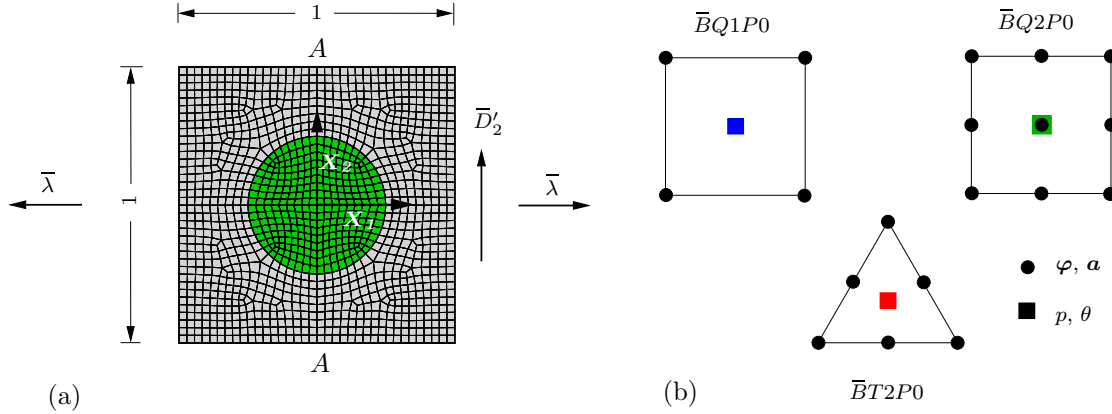 1
A
1
X₂
X₁
λ̅
D̅′₂
λ̅
A
(a)
B̅Q1P0
B̅Q2P0
φ, a
p, θ
B̅T2P0
(b)